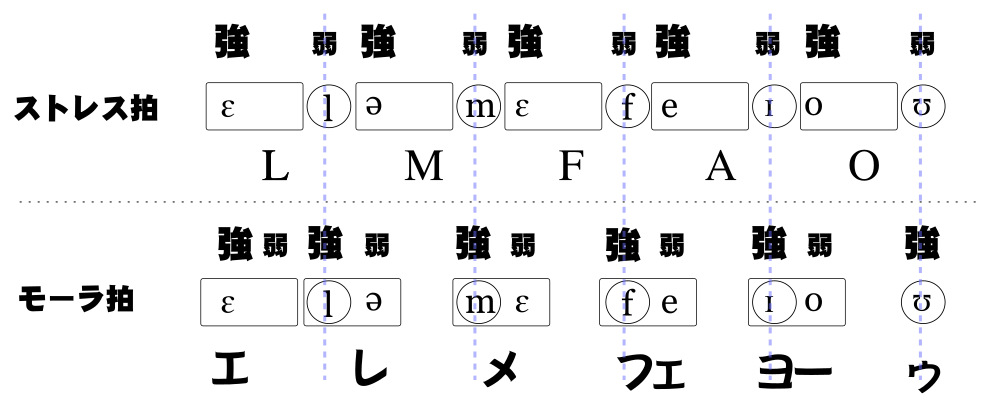 強 弱 強 弱 強 弱 強 弱 強 弱
ストレス拍 ε l ə m ε f e ɪ o ʊ
L M F A O
強 弱 強 弱 強 弱 強 弱 強 弱 強
モーラ拍 ε l ə m ε f e ɪ o ʊ
エ レ メ フェ ヨー ゥ